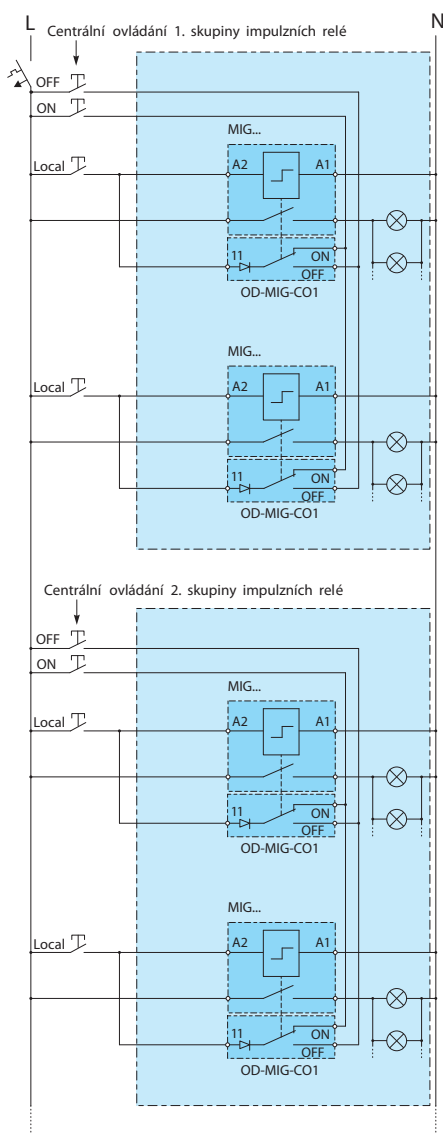 L
N
Centrální ovládání 1. skupiny impulzních relé
OFF
ON
MIG...
Local
A2
A1
11
ON
OFF
OD-MIG-CO1
MIG...
Local
A2
A1
11
ON
OFF
OD-MIG-CO1
Centrální ovládání 2. skupiny impulzních relé
OFF
ON
MIG...
Local
A2
A1
11
ON
OFF
OD-MIG-CO1
MIG...
Local
A2
A1
11
ON
OFF
OD-MIG-CO1